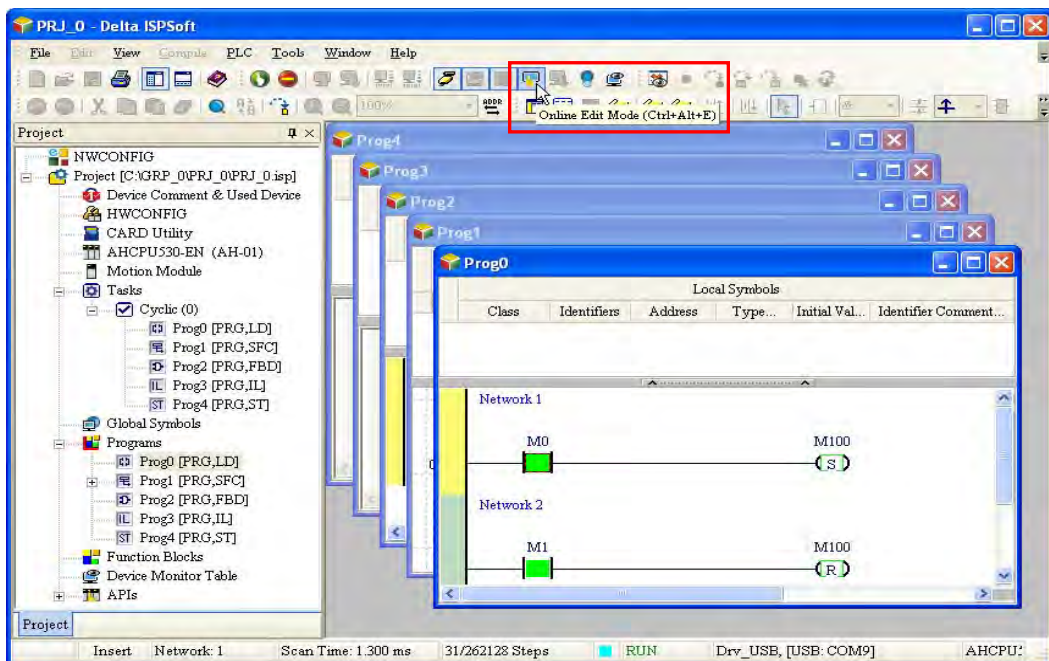 PRJ_0 - Delta ISPSoft
File Edit View Compile PLC Tools Window Help
100%
ADDR
Online Edit Mode (Ctrl+Alt+E)
Project
NWCONFIG
Project [C:\GRP_0\PRJ_0\PRJ_0.isp]
Device Comment & Used Device
HWCONFIG
CARD Utility
AHCPU530-EN (AH-01)
Motion Module
Tasks
Cyclic (0)
Prog0 [PRG,LD]
Prog1 [PRG,SFC]
Prog2 [PRG,FBD]
IL Prog3 [PRG,IL]
ST Prog4 [PRG,ST]
Global Symbols
Programs
Prog0 [PRG,LD]
Prog1 [PRG,SFC]
Prog2 [PRG,FBD]
IL Prog3 [PRG,IL]
ST Prog4 [PRG,ST]
Function Blocks
Device Monitor Table
APIs
Project
Prog4
Prog3
Prog2
Prog1
Prog0
Local Symbols
Class Identifiers Address Type... Initial Val... Identifier Comment...
Network 1
M0 M100
S
Network 2
M1 M100
R
Insert Network: 1 Scan Time: 1.300 ms 31/262128 Steps RUN Drv_USB, [USB: COM9]